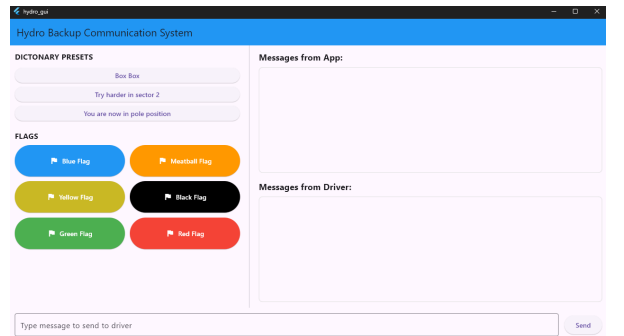 hydro_gui
Hydro Backup Communication System
DICTONARY PRESETS
Box Box
Try harder in sector 2
You are now in pole position
FLAGS
Blue Flag
Meatball Flag
Yellow Flag
Black Flag
Green Flag
Red Flag
Messages from App:
Messages from Driver:
Type message to send to driver
Send